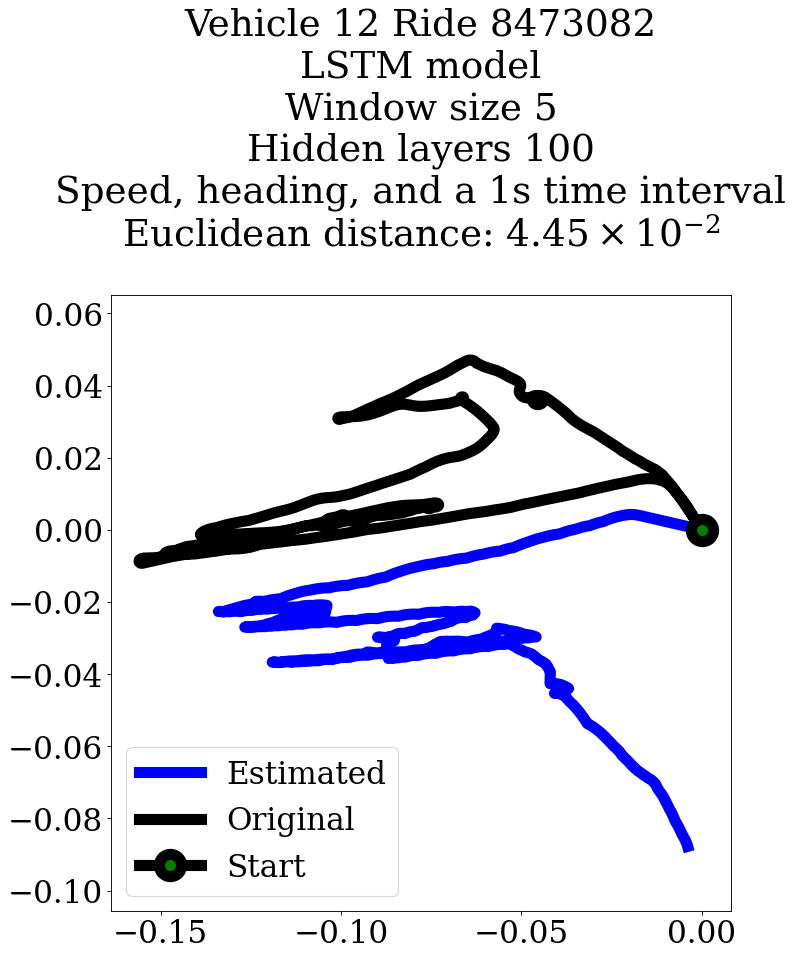 Vehicle 12 Ride 8473082
LSTM model
Window size 5
Hidden layers 100
Speed, heading, and a 1s time interval
Euclidean distance: 4.45 × 10⁻²
0.06
0.04
0.02
0.00
−0.02
−0.04
−0.06
−0.08
−0.10
Estimated
Original
Start
−0.15
−0.10
−0.05
0.00